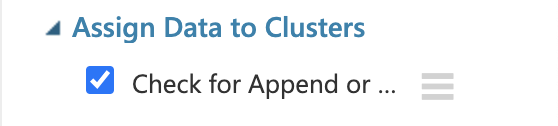 Assign Data to Clusters
Check for Append or ...